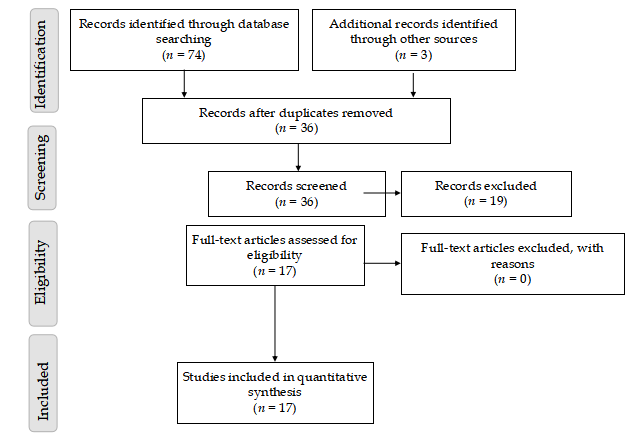 Identification
Records identified through database
searching
(n = 74)
Additional records identified
through other sources
(n = 3)
Records after duplicates removed
(n = 36)
Screening
Records screened
(n = 36)
Records excluded
(n = 19)
Eligibility
Full-text articles assessed for
eligibility
(n = 17)
Full-text articles excluded, with
reasons
(n = 0)
Included
Studies included in quantitative
synthesis
(n = 17)